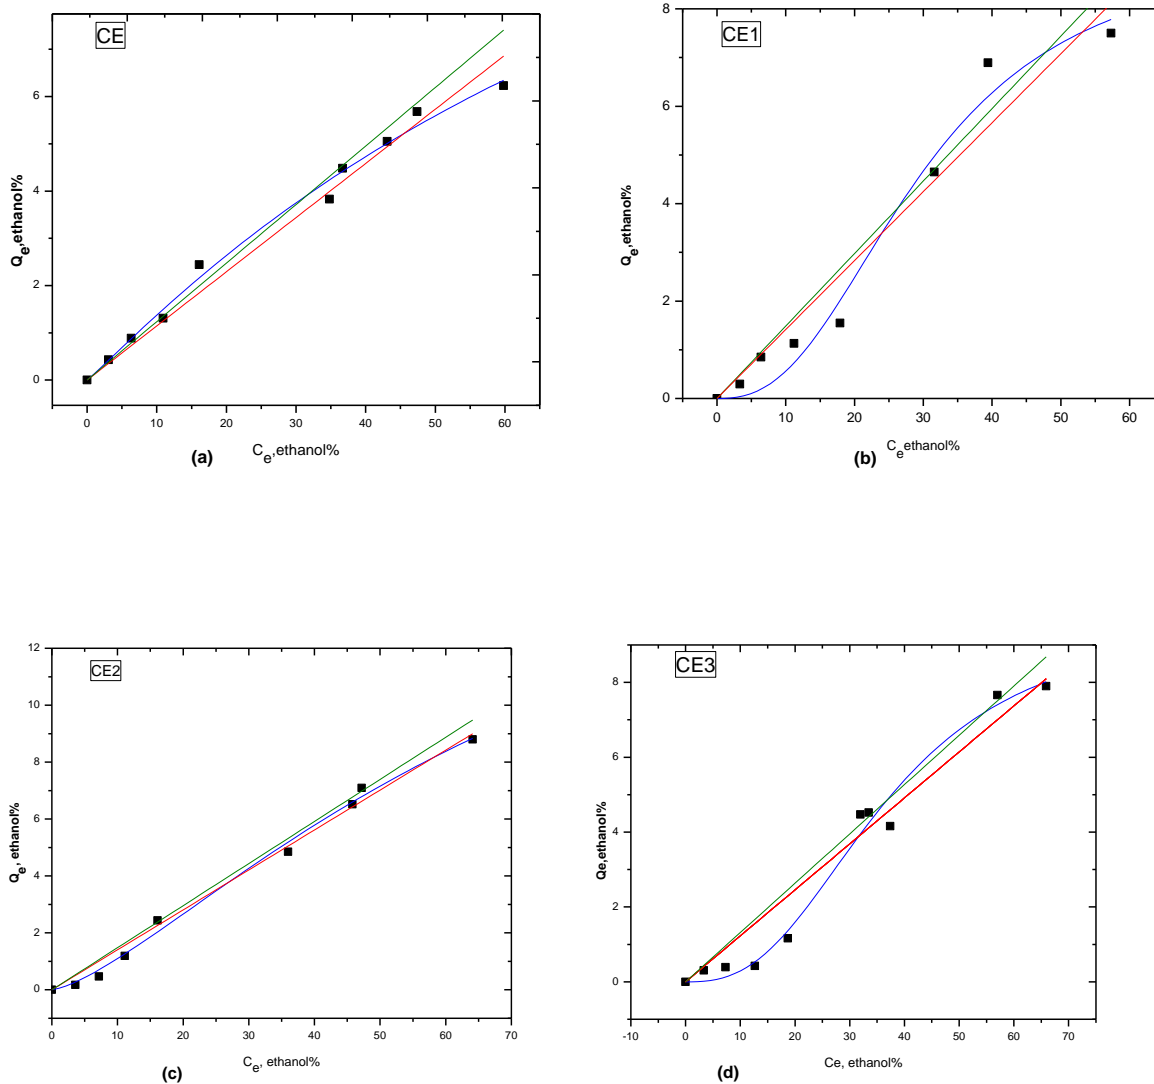 CE
6
4
2
0
0 10 20 30 40 50 60
Qe,ethanol%
Ce,ethanol%
(a)
CE1
8
6
4
2
0
0 10 20 30 40 50 60
Qe,ethanol%
Ceethanol%
(b)
CE2
12
10
8
6
4
2
0
0 10 20 30 40 50 60 70
Qe, ethanol%
Ce, ethanol%
(c)
CE3
8
6
4
2
0
-10 0 10 20 30 40 50 60 70
Qe,ethanol%
Ce, ethanol%
(d)